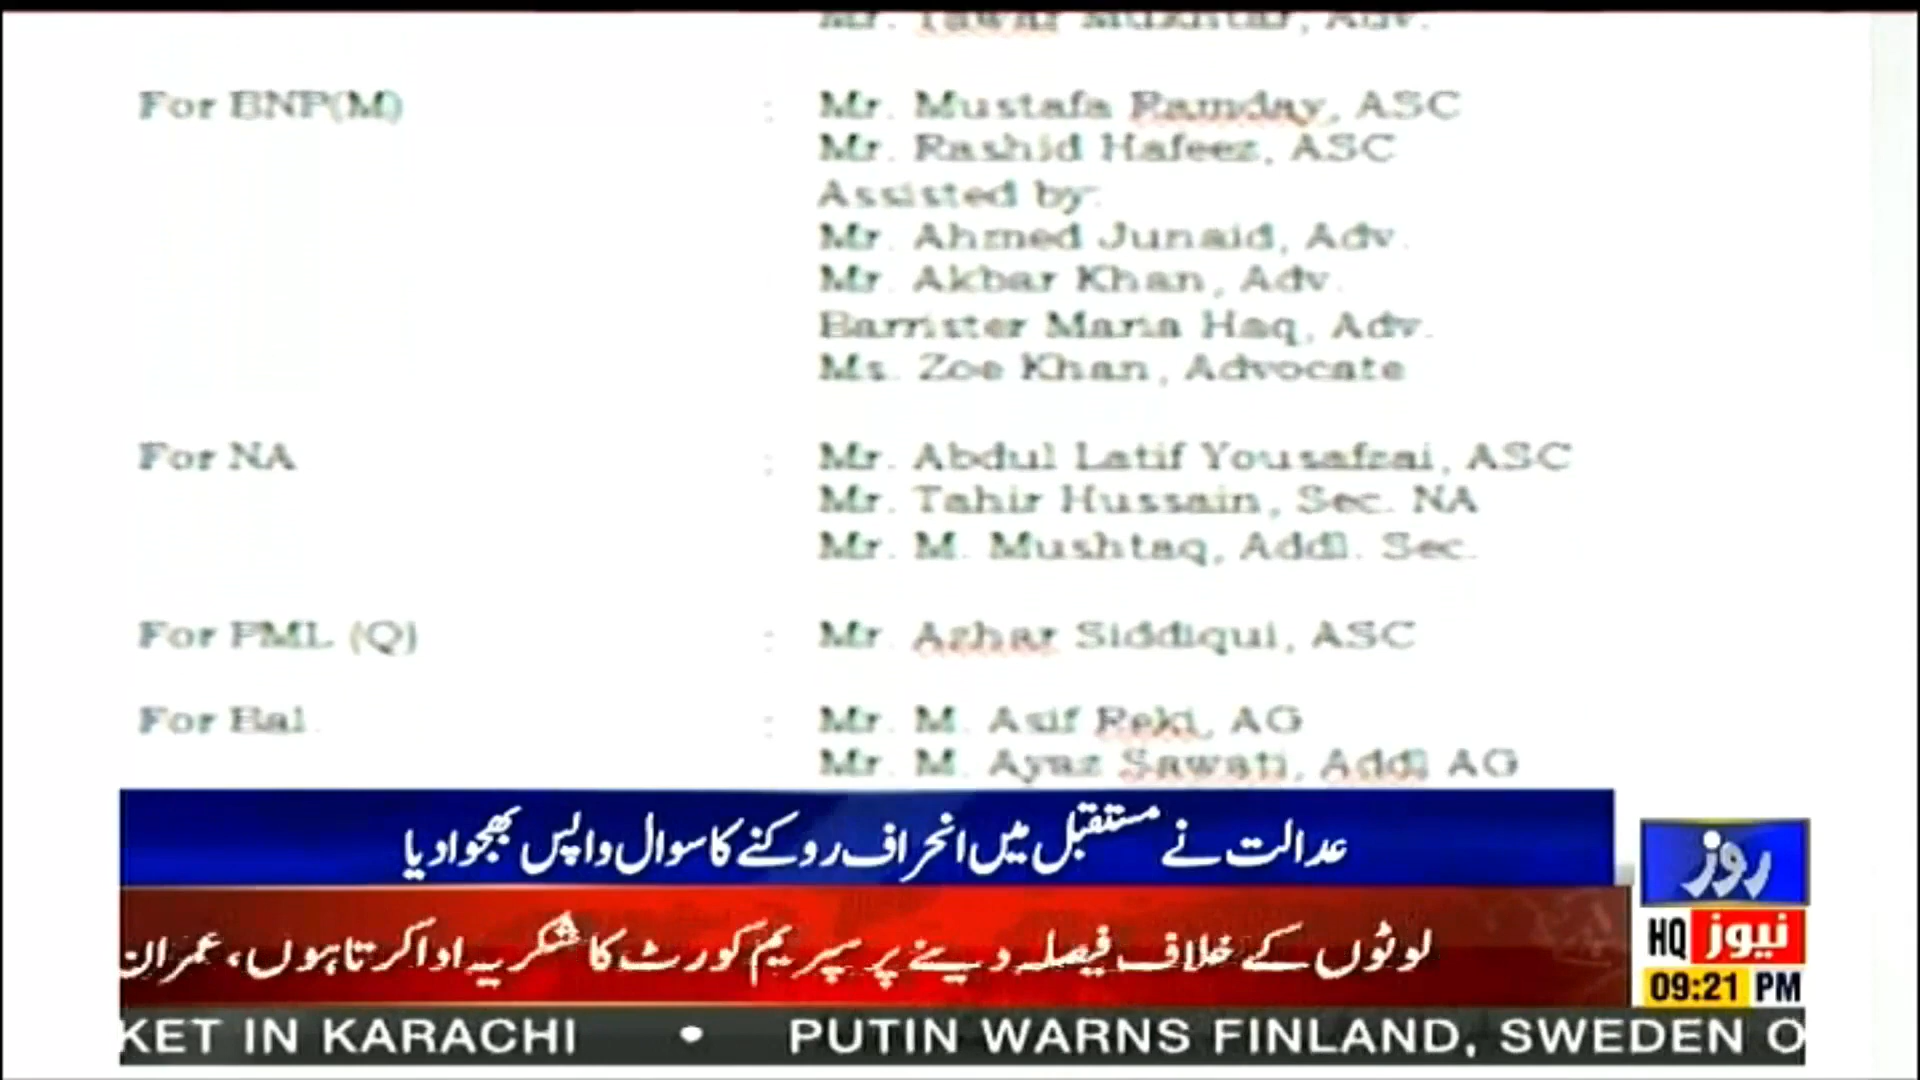 Mr. Tawar Mukhtar, Adv.
For BNP(M) : Mr. Mustafa Ramday, ASC
Mr. Rashid Hafeez, ASC
Assisted by:
Mr. Ahmed Junaid, Adv.
Mr. Akbar Khan, Adv.
Barrister Maria Haq, Adv.
Ms. Zoe Khan, Advocate
For NA : Mr. Abdul Latif Yousafzai, ASC
Mr. Tahir Hussain, Sec. NA
Mr. M. Mushtaq, Addl. Sec.
For PML (Q) : Mr. Azhar Siddiqui, ASC
For Bal. : Mr. M. Asif Reki, AG
Mr. M. Ayaz Sawati, Addl AG
عدالت نے مستقبل میں انحراف روکنے کا سوال واپس بھجوا دیا
لوٹوں کے خلاف فیصلہ دینے پر سپریم کورٹ کا شکریہ ادا کرتا ہوں، عمران
روز
HQ نیوز
09:21 PM
KET IN KARACHI • PUTIN WARNS FINLAND, SWEDEN O